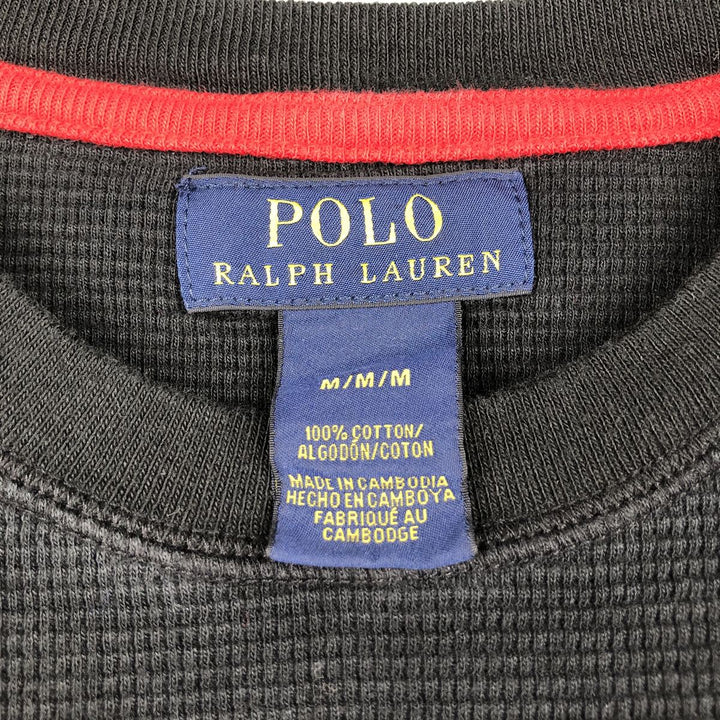 POLO
RALPH LAUREN
M/M/M
100% COTTON/
ALGODÓN/COTON
MADE IN CAMBODIA
HECHO EN CAMBOYA
FABRIQUÉ AU
CAMBODGE